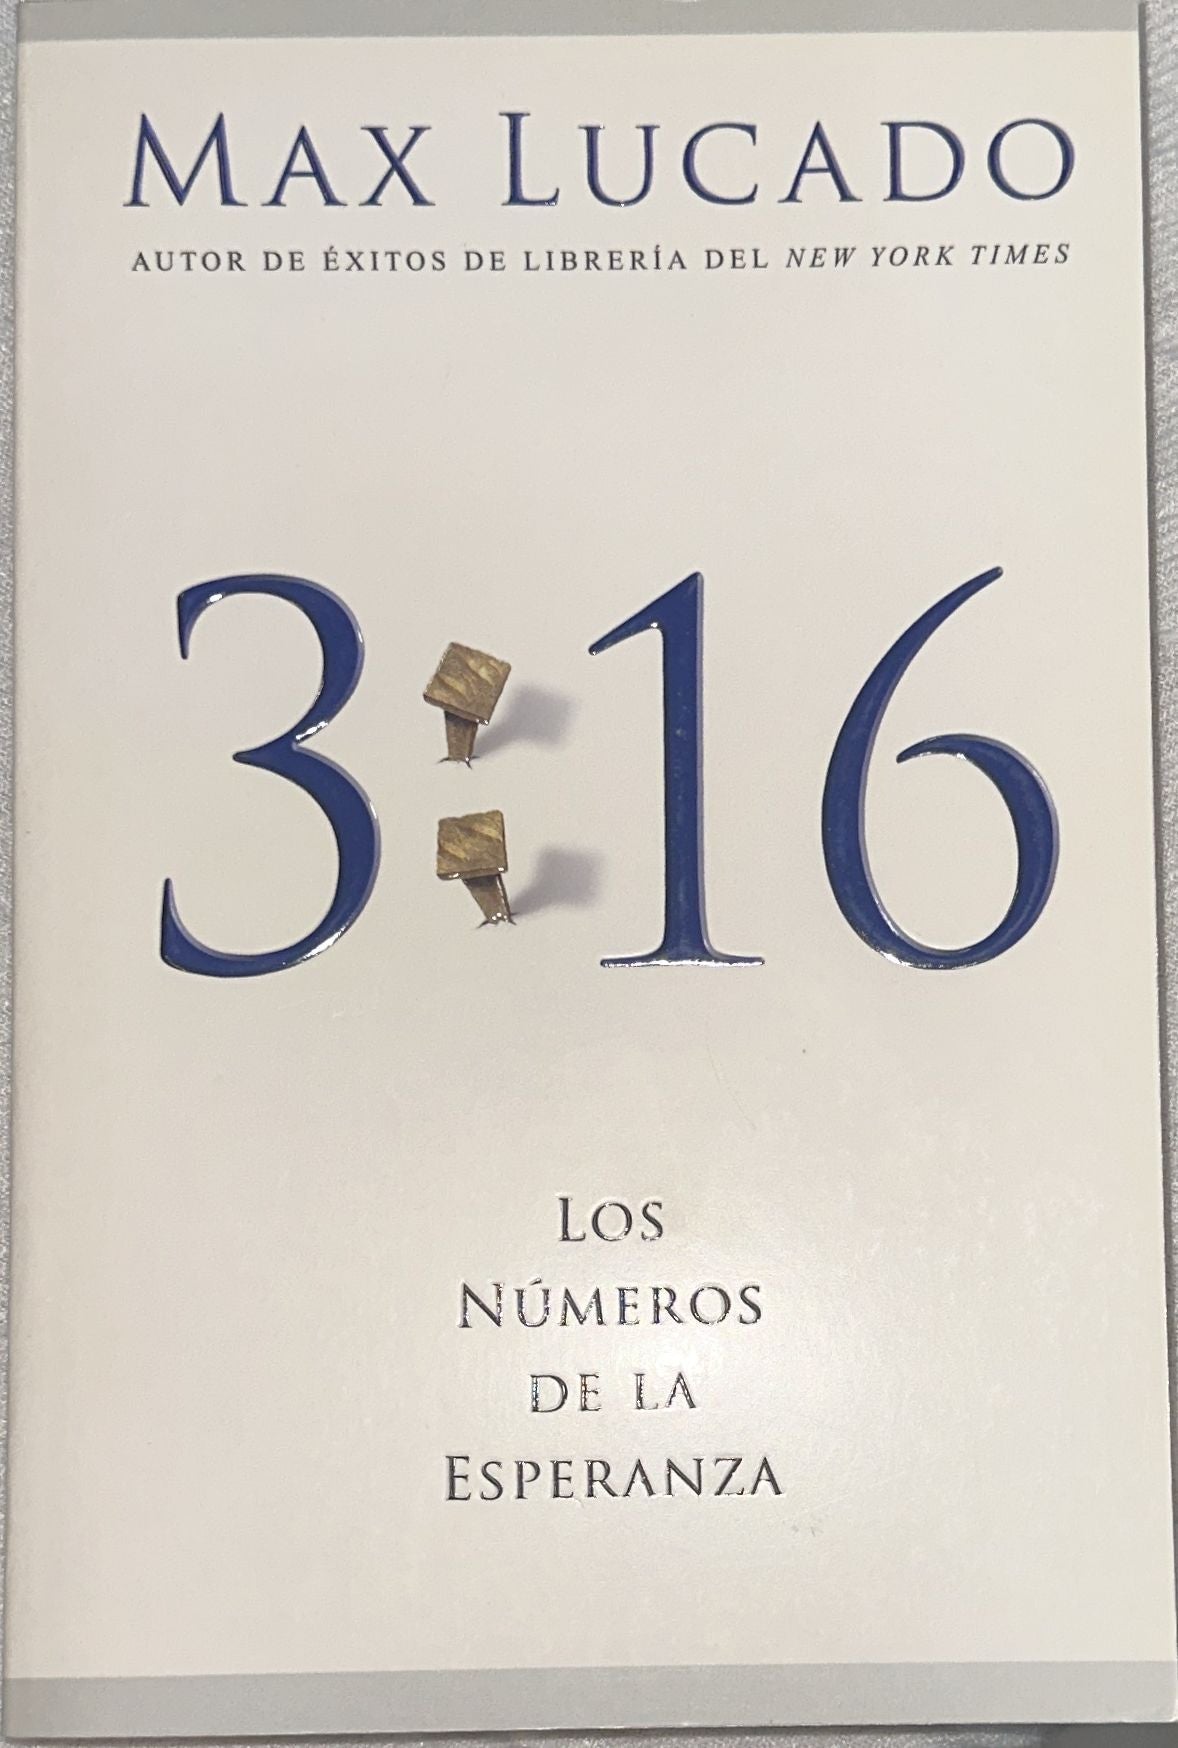 MAX LUCADO
AUTOR DE ÉXITOS DE LIBRERÍA DEL NEW YORK TIMES
3:16
LOS
NÚMEROS
DE LA
ESPERANZA